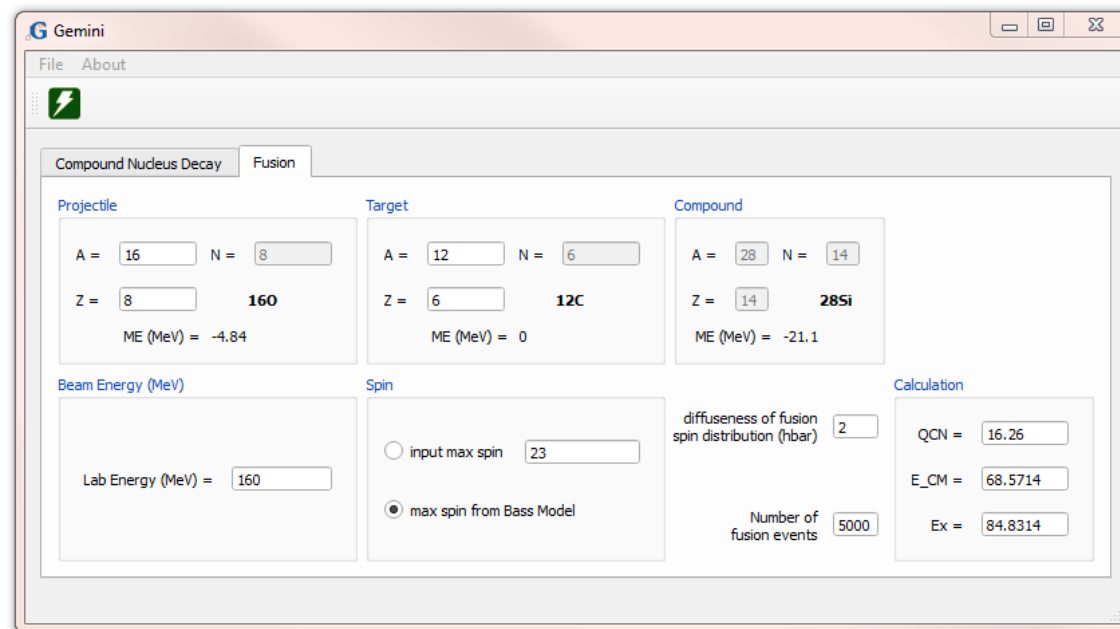 Gemini
File About
Compound Nucleus Decay Fusion
Projectile
A = 16 N = 8
Z = 8 16O
ME (MeV) = -4.84
Target
A = 12 N = 6
Z = 6 12C
ME (MeV) = 0
Compound
A = 28 N = 14
Z = 14 28Si
ME (MeV) = -21.1
Beam Energy (MeV)
Lab Energy (MeV) = 160
Spin
input max spin 23
max spin from Bass Model
diffuseness of fusion
spin distribution (hbar) 2
Number of
fusion events 5000
Calculation
QCN = 16.26
E_CM = 68.5714
Ex = 84.8314